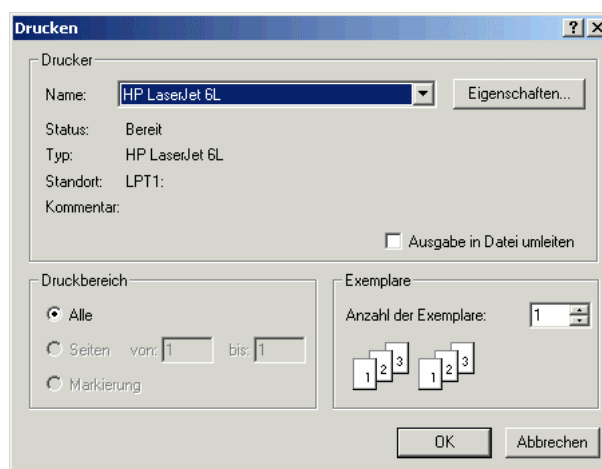 Drucken
Drucker
Name: HP LaserJet 6L Eigenschaften...
Status: Bereit
Typ: HP LaserJet 6L
Standort: LPT1:
Kommentar:
Ausgabe in Datei umleiten
Druckbereich
Alle
Seiten von: 1 bis: 1
Markierung
Exemplare
Anzahl der Exemplare: 1
1 2 3 1 2 3
OK Abbrechen